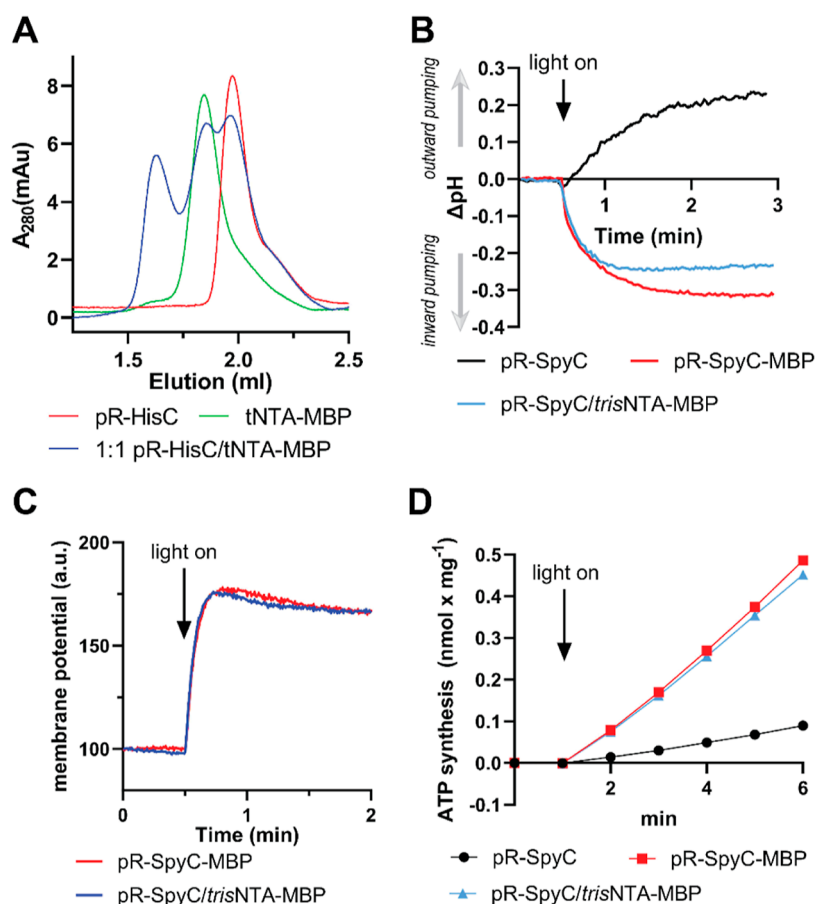 A
8
6
4
2
0
A280(mAu)
1.5
2.0
2.5
Elution (ml)
pR-HisC
tNTA-MBP
1:1 pR-HisC/tNTA-MBP
B
light on
outward pumping
inward pumping
ΔpH
0.3
0.2
0.1
0.0
-0.1
-0.2
-0.3
-0.4
1
2
3
Time (min)
pR-SpyC
pR-SpyC-MBP
pR-SpyC/trisNTA-MBP
C
light on
200
150
100
membrane potential (a.u.)
0
1
2
Time (min)
pR-SpyC-MBP
pR-SpyC/trisNTA-MBP
D
light on
0.5
0.4
0.3
0.2
0.1
0.0
-0.1
ATP synthesis (nmol x mg⁻¹)
2
4
6
min
pR-SpyC
pR-SpyC-MBP
pR-SpyC/trisNTA-MBP